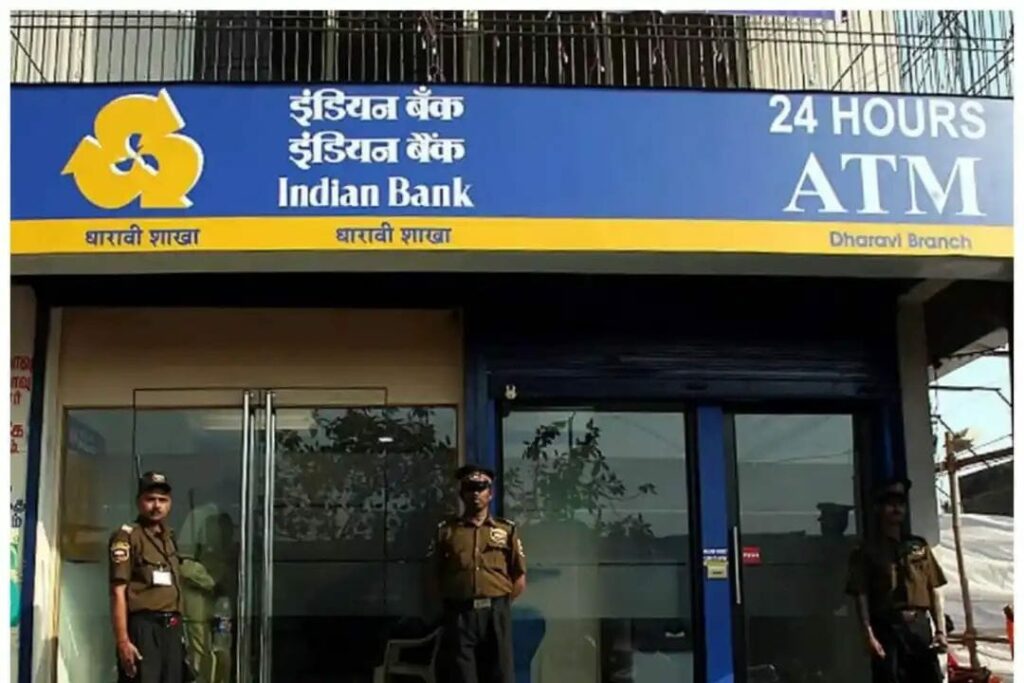 इंडियन बँक
इंडियन बैंक
Indian Bank
24 HOURS
ATM
धारावी शाखा
धारावी शाखा
Dharavi Branch